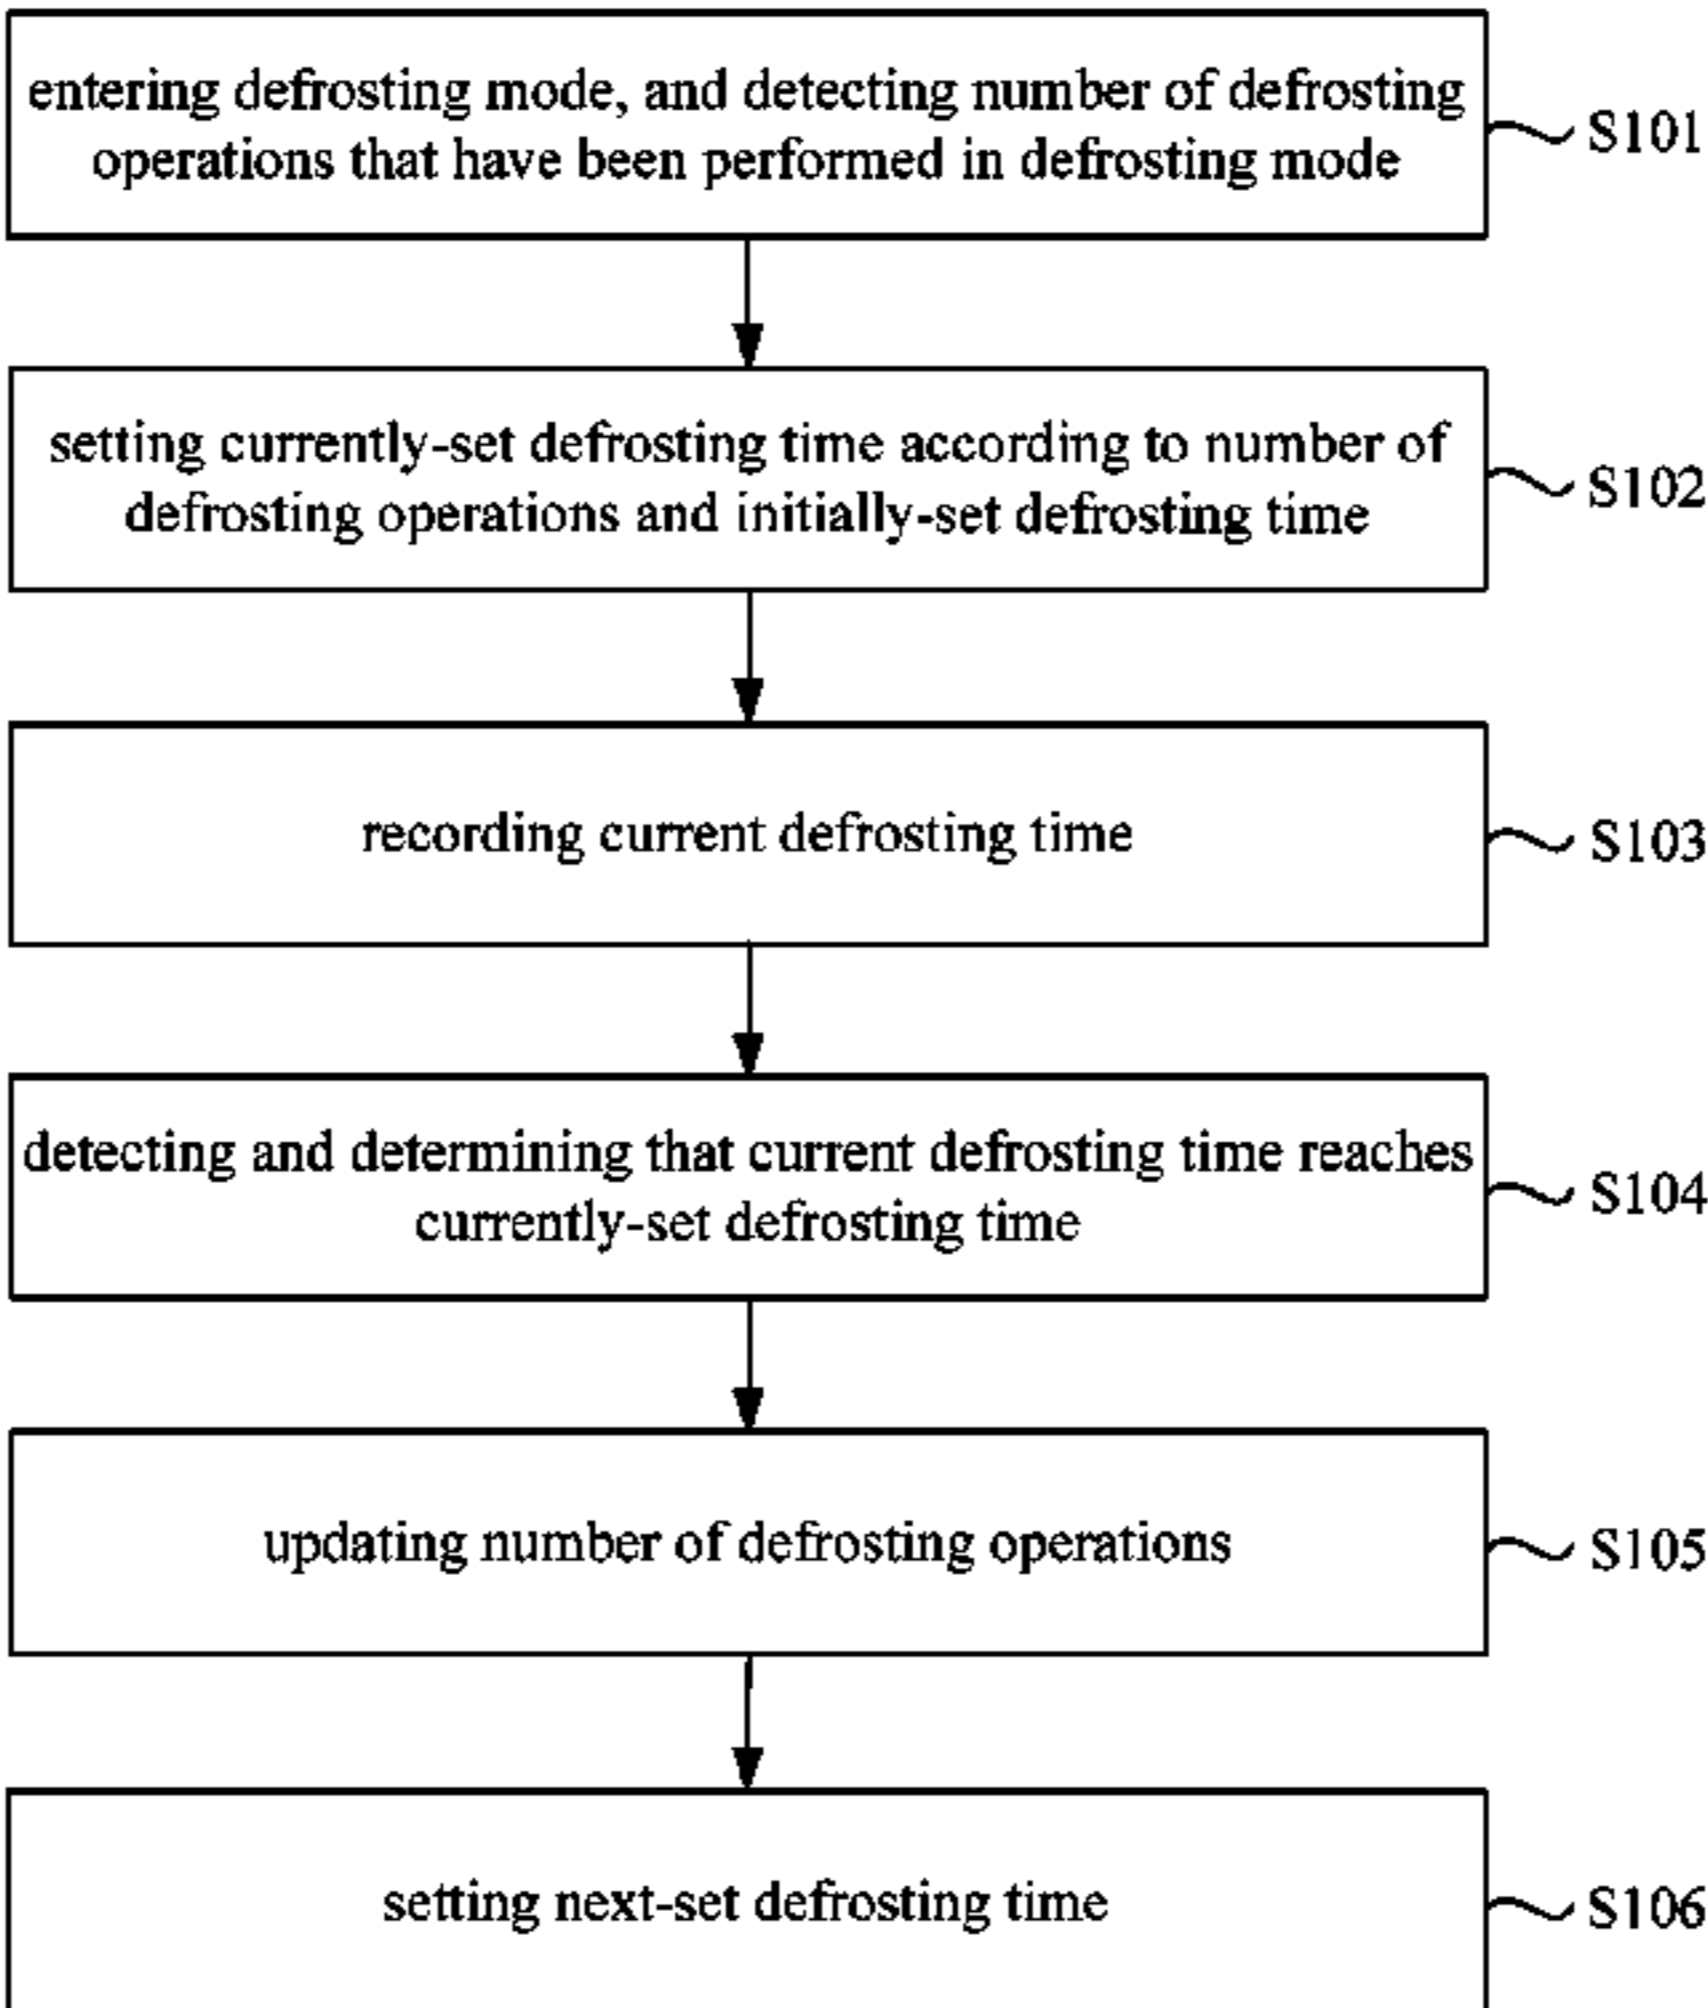 entering defrosting mode, and detecting number of defrosting
operations that have been performed in defrosting mode
S101
setting currently-set defrosting time according to number of
defrosting operations and initially-set defrosting time
S102
recording current defrosting time
S103
detecting and determining that current defrosting time reaches
currently-set defrosting time
S104
updating number of defrosting operations
S105
setting next-set defrosting time
S106